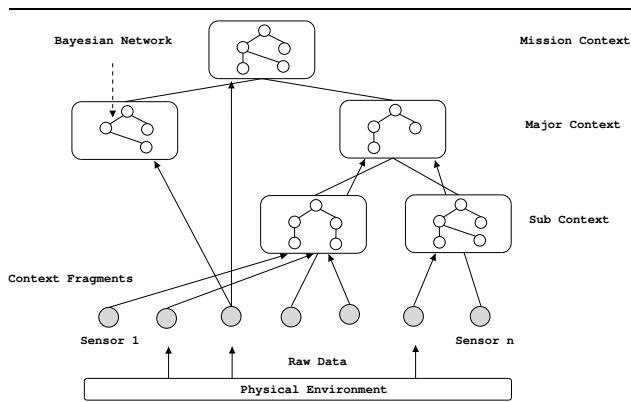 Bayesian Network
Mission Context
Major Context
Sub Context
Context Fragments
Sensor 1
Sensor n
Raw Data
Physical Environment